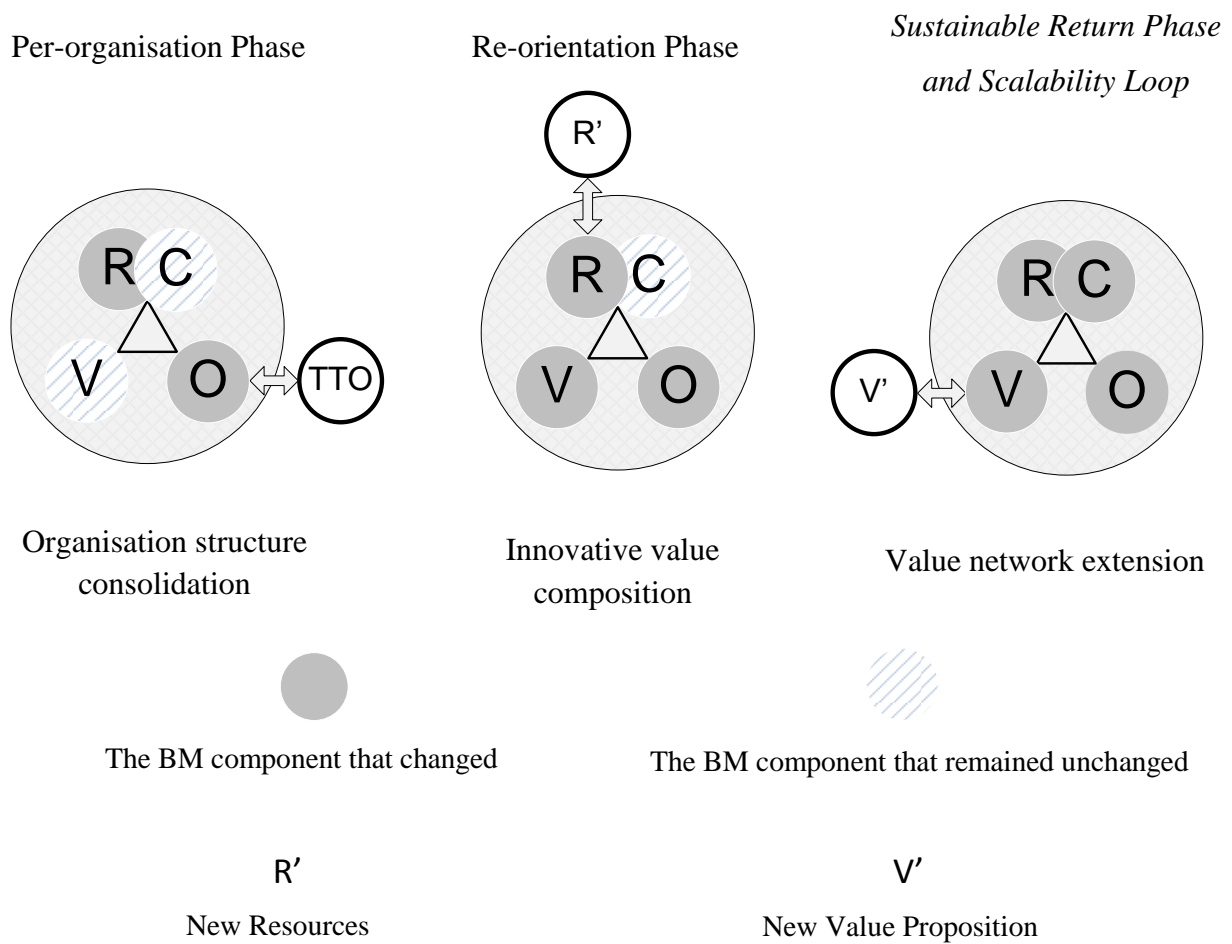 Per-organisation Phase
Re-orientation Phase
Sustainable Return Phase
and Scalability Loop
R'
R C
V O
TTO
R C
V O
R C
V'
V O
Organisation structure
consolidation
Innovative value
composition
Value network extension
The BM component that changed
The BM component that remained unchanged
R'
New Resources
V'
New Value Proposition